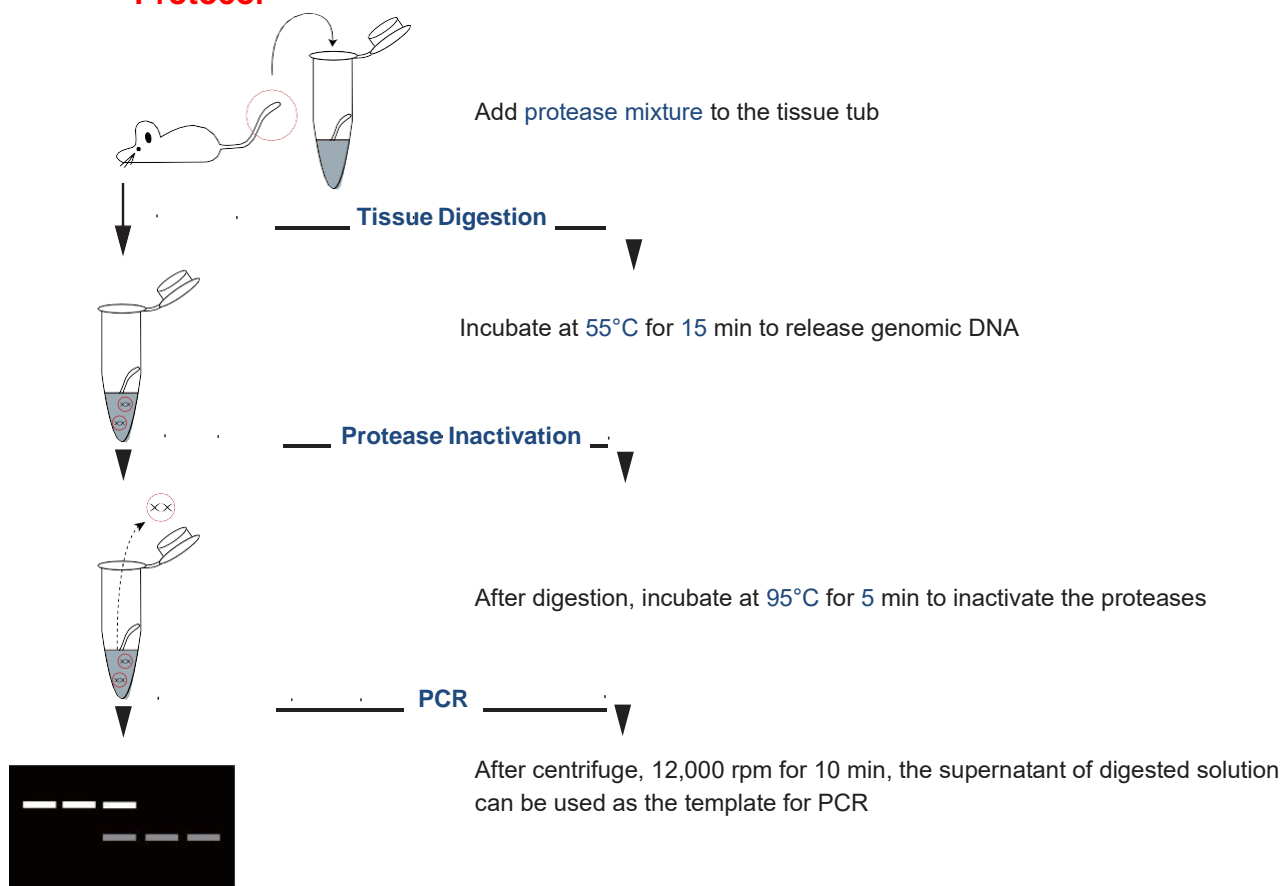 Protocol
Add protease mixture to the tissue tub
Tissue Digestion
Incubate at 55°C for 15 min to release genomic DNA
Protease Inactivation
After digestion, incubate at 95°C for 5 min to inactivate the proteases
PCR
After centrifuge, 12,000 rpm for 10 min, the supernatant of digested solution
can be used as the template for PCR